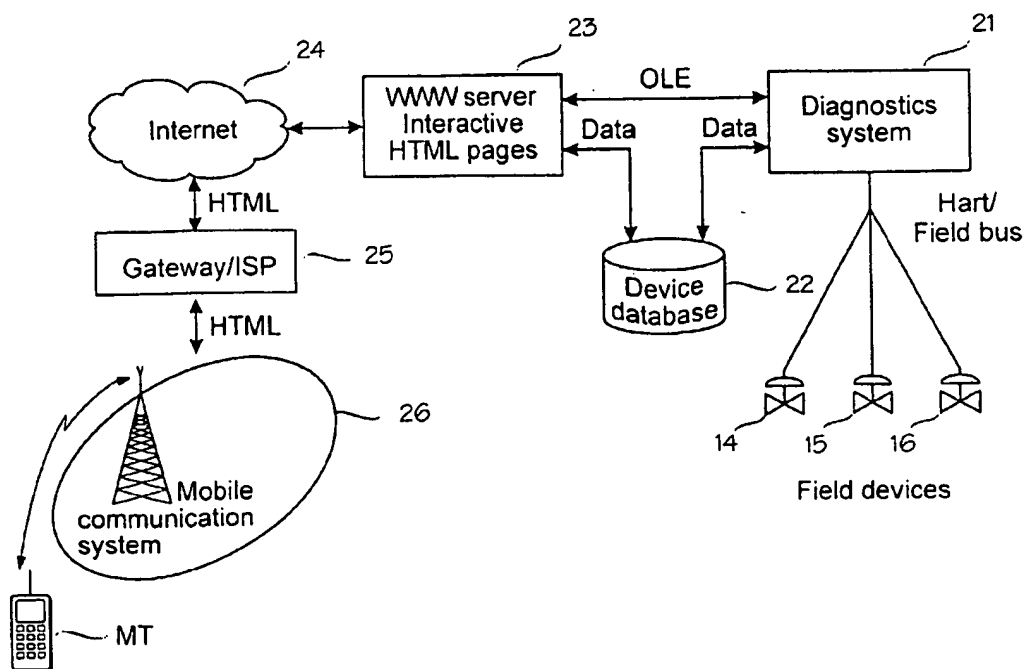 24
23
21
Internet
WWW server
Interactive
HTML pages
OLE
Data
Data
Diagnostics
system
HTML
Gateway/ISP
25
HTML
Device
database
22
Hart/
Field bus
26
Mobile
communication
system
14
15
16
Field devices
MT